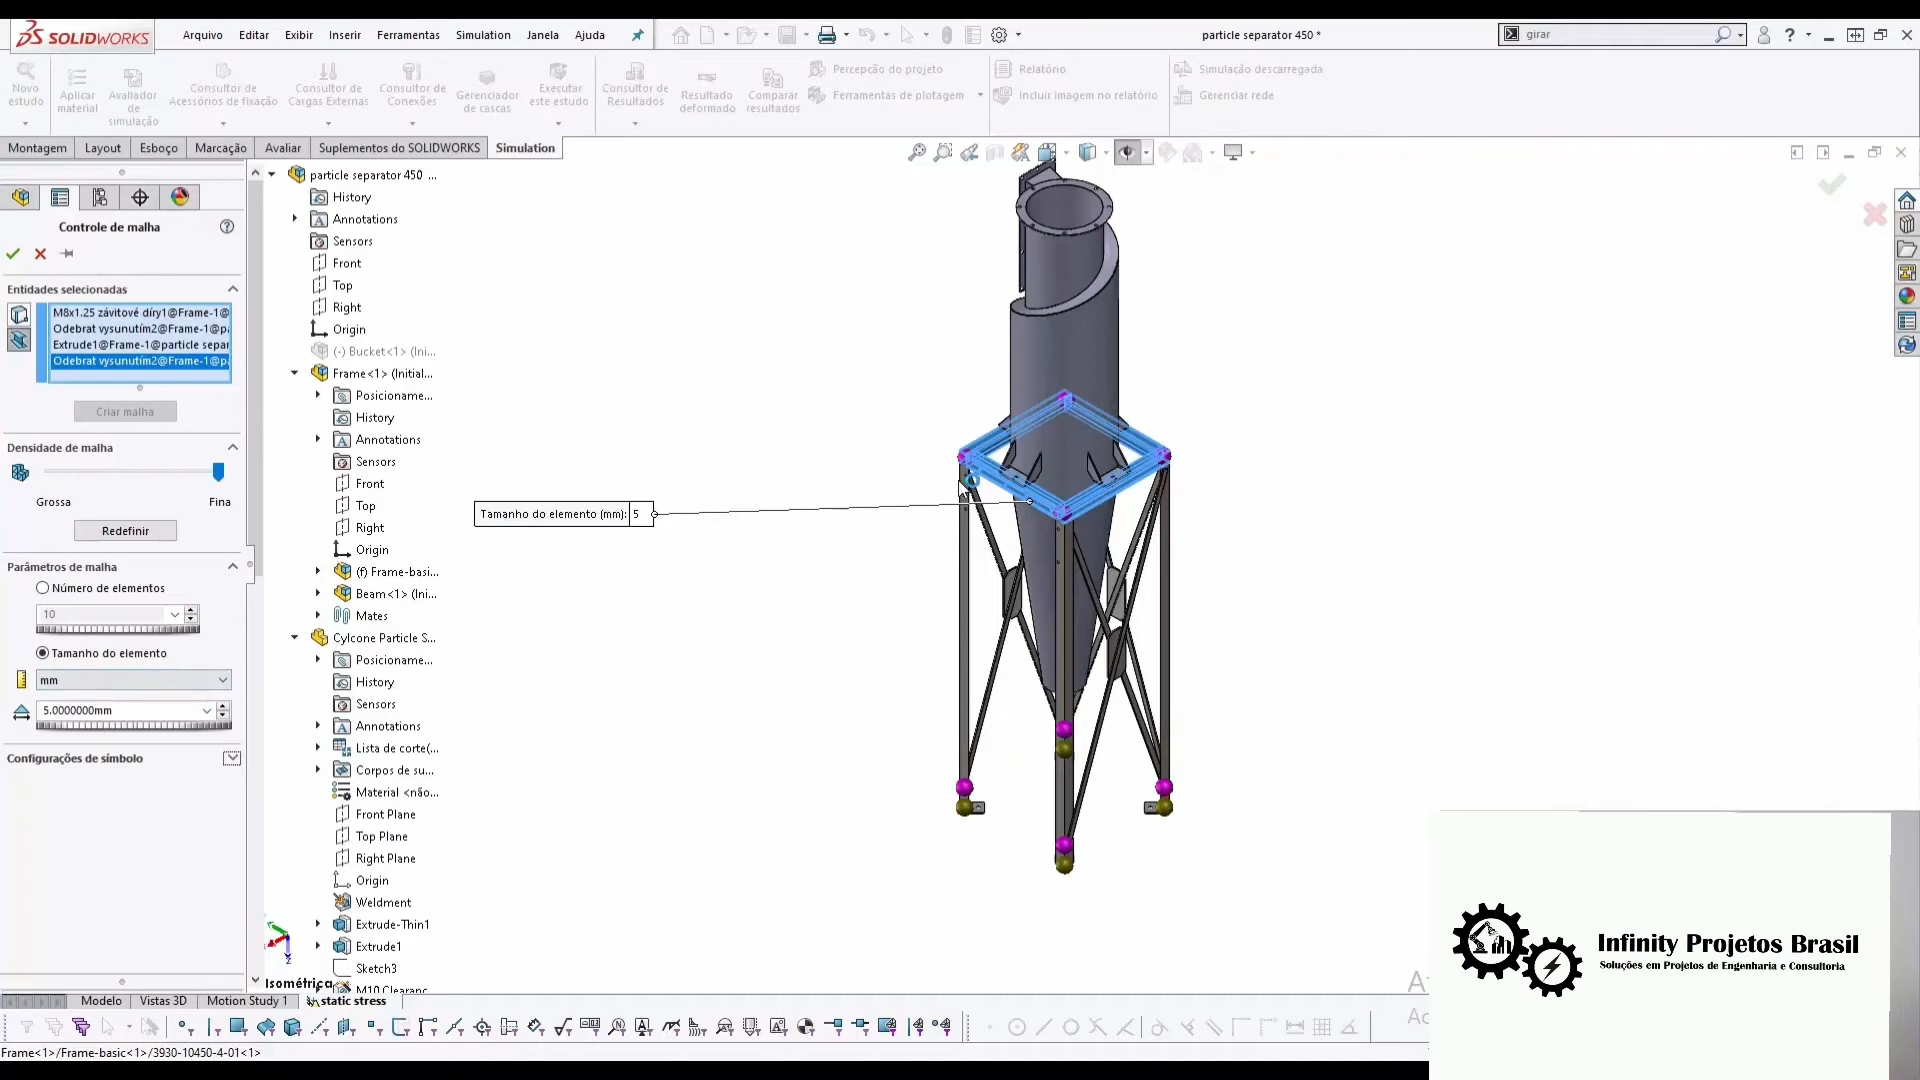 SOLIDWORKS
Arquivo Editar Exibir Inserir Ferramentas Simulation Janela Ajuda
particle separator 450 *
girar
Novo estudo
Aplicar material
Avaliador de simulação
Consultor de Acessórios de fixação
Consultor de Cargas Externas
Consultor de Conexões
Gerenciador de cascas
Executar este estudo
Consultor de Resultados
Resultado deformado
Comparar resultados
Percepção do projeto
Ferramentas de plotagem
Relatório
Incluir imagem no relatório
Simulação descarregada
Gerenciar rede
Montagem Layout Esboço Marcação Avaliar Suplementos do SOLIDWORKS Simulation
Controle de malha
Entidades selecionadas
M8x1.25 závitové díry1@Frame-1@
Odebrat vysunutím2@Frame-1@p
Extrude1@Frame-1@particle separ
Odebrat vysunutím2@Frame-1@p
Criar malha
Densidade de malha
Grossa Fina
Redefinir
Parâmetros de malha
Número de elementos
10
Tamanho do elemento
mm
5.0000000mm
Configurações de símbolo
particle separator 450 ...
History
Annotations
Sensors
Front
Top
Right
Origin
(-) Bucket<1> (Ini...
Frame<1> (Initial...
Posicioname...
History
Annotations
Sensors
Front
Top
Right
Origin
(f) Frame-basi...
Beam<1> (Ini...
Mates
Cylcone Particle S...
Posicioname...
History
Sensors
Annotations
Lista de corte(...
Corpos de su...
Material <não...
Front Plane
Top Plane
Right Plane
Origin
Weldment
Extrude-Thin1
Extrude1
Sketch3
M10 Clearanc
Tamanho do elemento (mm): 5
Isométrica
z
Modelo Vistas 3D Motion Study 1 static stress
Frame<1>/Frame-basic<1>/3930-10450-4-01<1>
Infinity Projetos Brasil
Soluções em Projetos de Engenharia e Consultoria